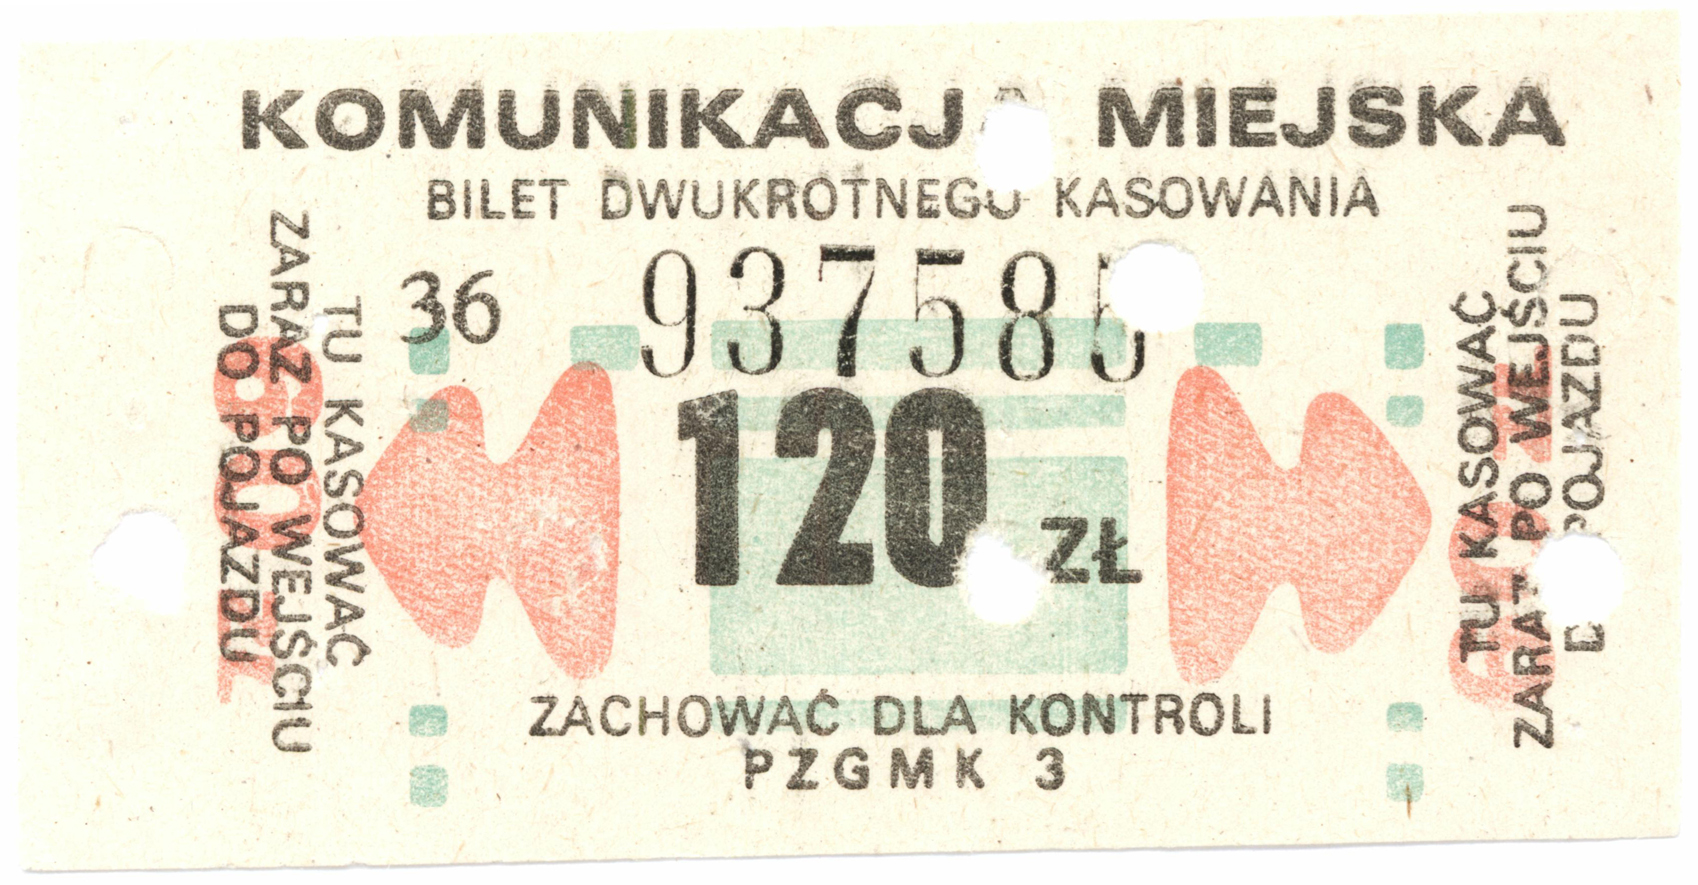 KOMUNIKACJA MIEJSKA
BILET DWUKROTNEGO KASOWANIA
36 937585
120 ZŁ
ZACHOWAĆ DLA KONTROLI
PZGMK 3
TU KASOWAĆ
ZARAZ PO WEJŚCIU
DO POJAZDU
TU KASOWAĆ
ZARAZ PO WEJŚCIU
DO POJAZDU